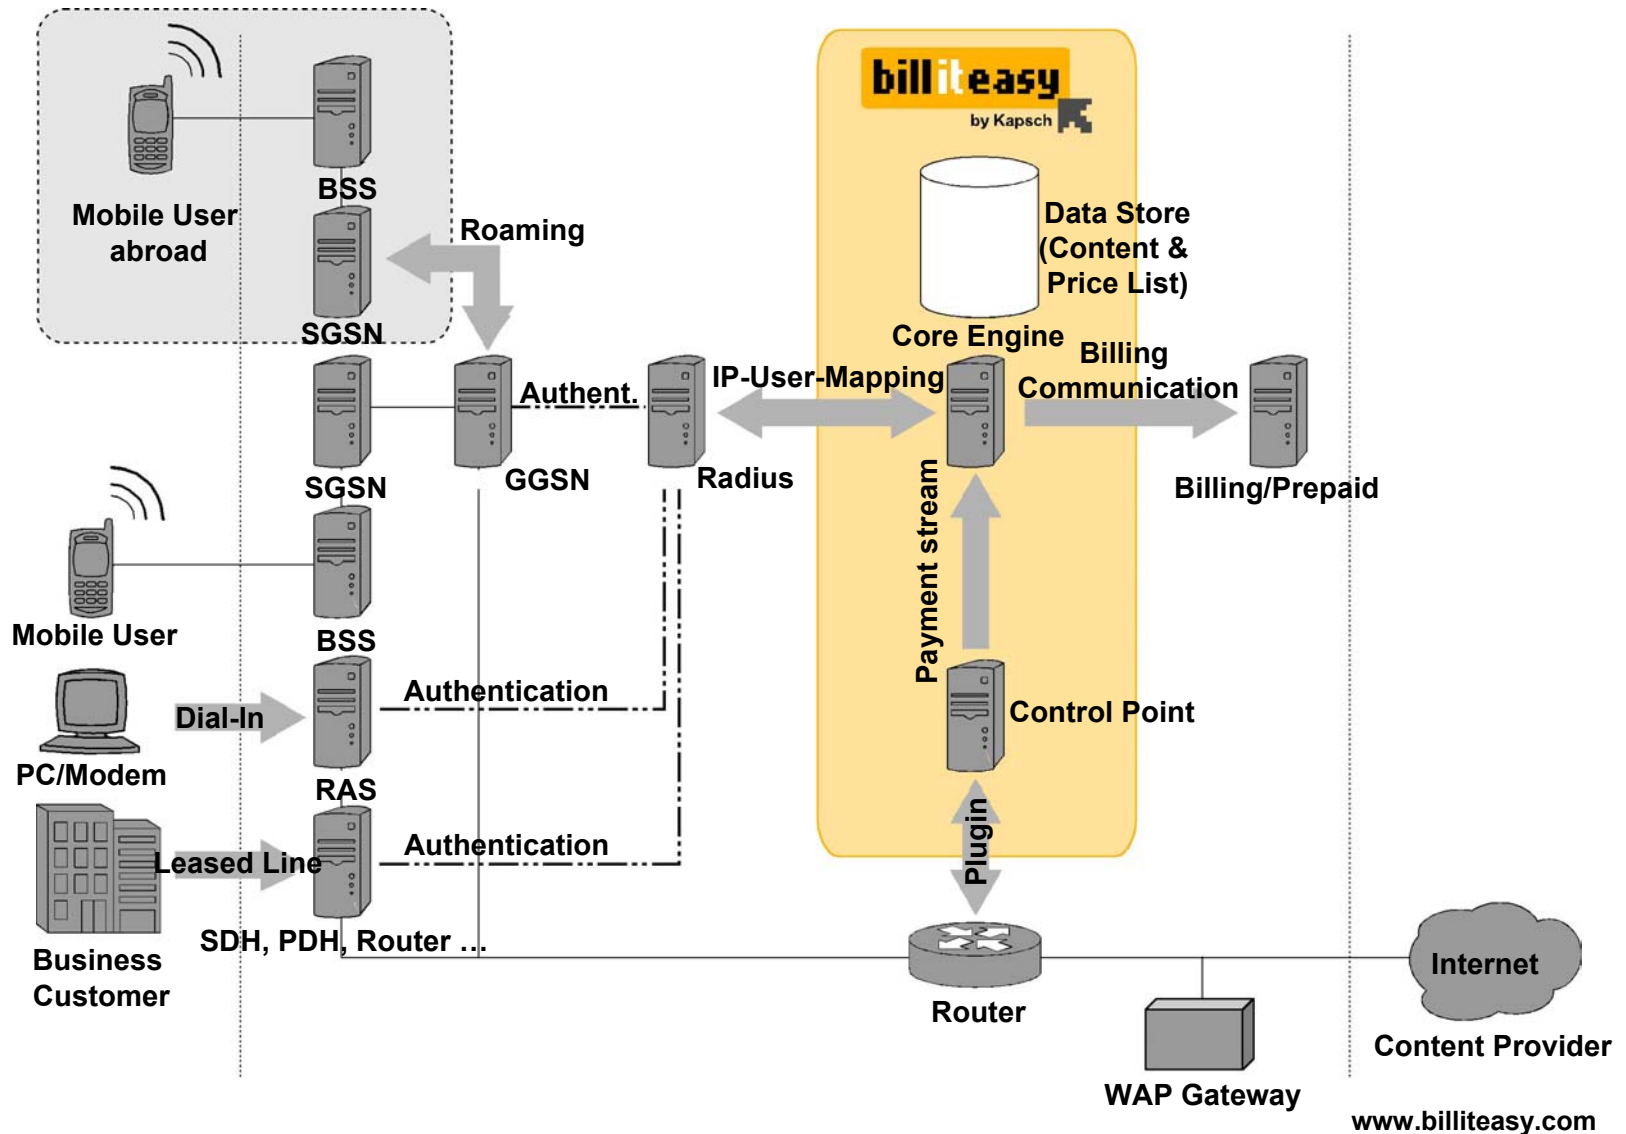 billiteasy
by Kapsch
BSS
Mobile User
abroad
Roaming
Data Store
(Content &
Price List)
SGSN
Core Engine
Billing
Communication
IP-User-Mapping
Authent.
SGSN
GGSN
Radius
Billing/Prepaid
Payment stream
Mobile User
BSS
Authentication
Dial-In
Control Point
PC/Modem
RAS
Plugin
Authentication
Leased Line
SDH, PDH, Router ...
Business
Customer
Router
Internet
Content Provider
WAP Gateway
www.billiteasy.com